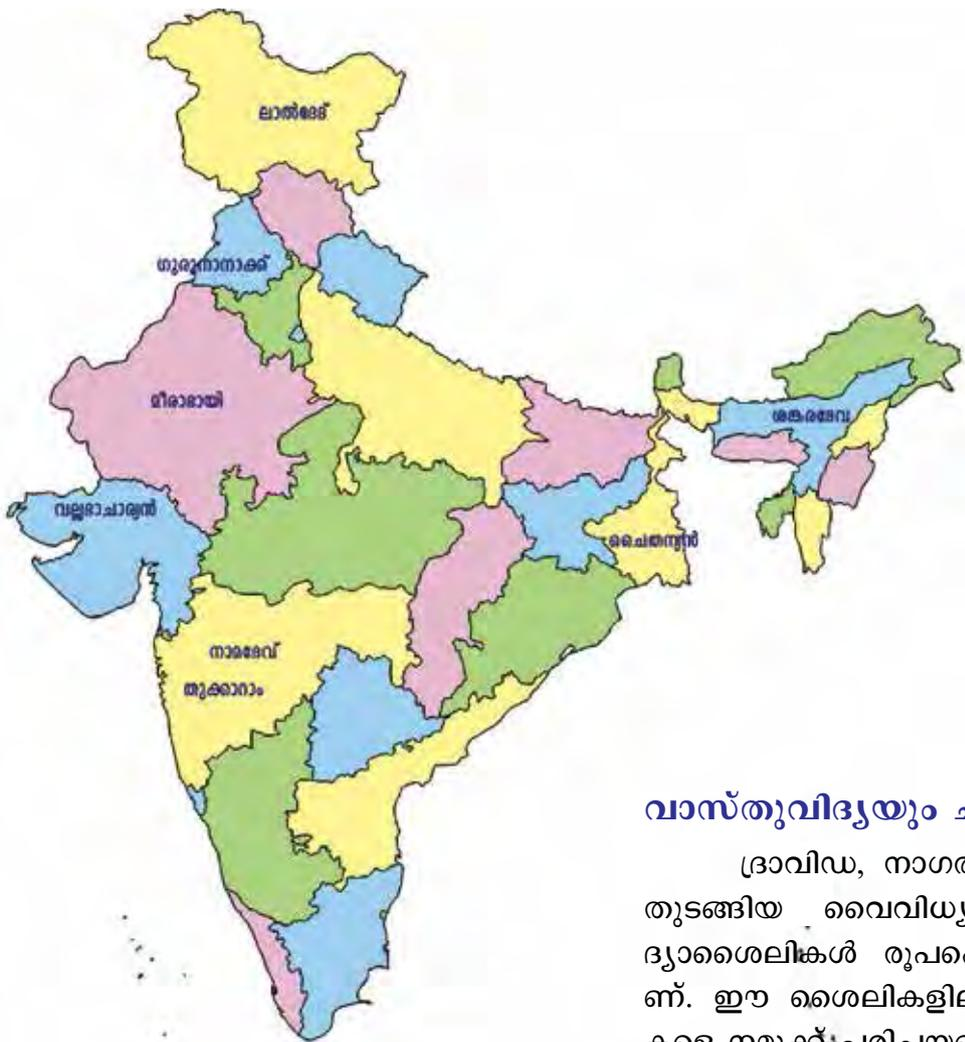 ലാൽദേദ്
ഗുരുനാനാക്ക്
മീരാഭായി
ശങ്കരദേവ
വല്ലഭാചാര്യൻ
ചൈതന്യൻ
നാമദേവ്
തുക്കാറാം
വാസ്തുവിദ്യയും
ദ്രാവിഡ, നാഗര
തുടങ്ങിയ വൈവിധ്യ
ദ്യാശൈലികൾ രൂപപ്പെ
ണ്. ഈ ശൈലികളില